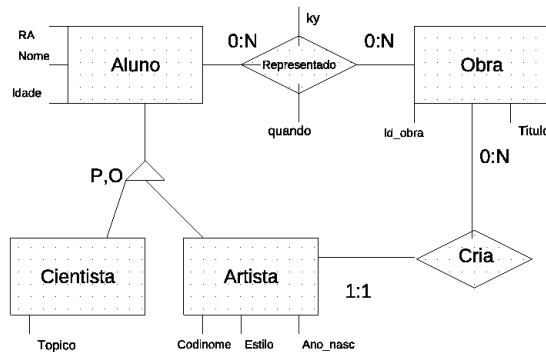 ky
RA
0:N
0:N
Nome
Aluno
Representado
Obra
Idade
quando
Id_obra
Titulo
0:N
P,O
Cientista
Artista
Cria
1:1
Topico
Codinome
Estilo
Ano_nasc